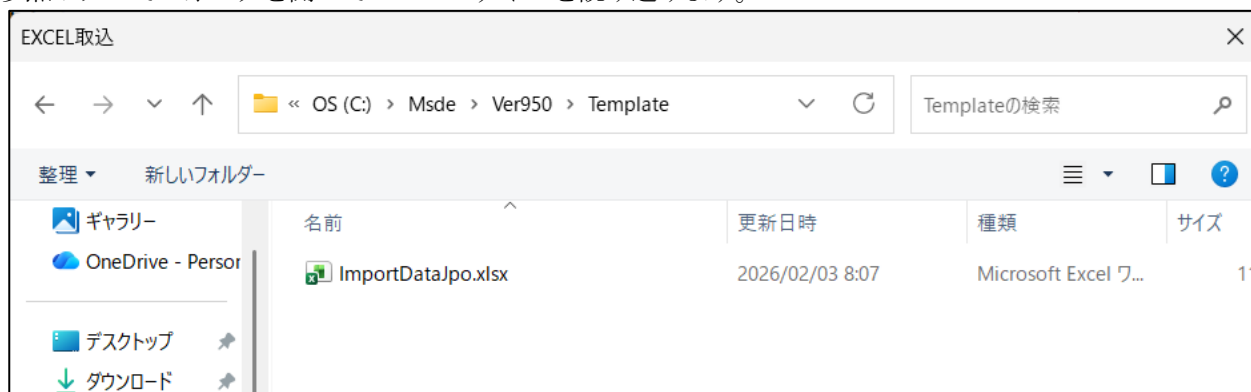 EXCEL取込
« OS (C:) › Msde › Ver950 › Template
Templateの検索
整理 新しいフォルダー
ギャラリー
名前 更新日時 種類 サイズ
OneDrive - Person
ImportDataJpo.xlsx 2026/02/03 8:07 Microsoft Excel ワ...
デスクトップ
ダウンロード